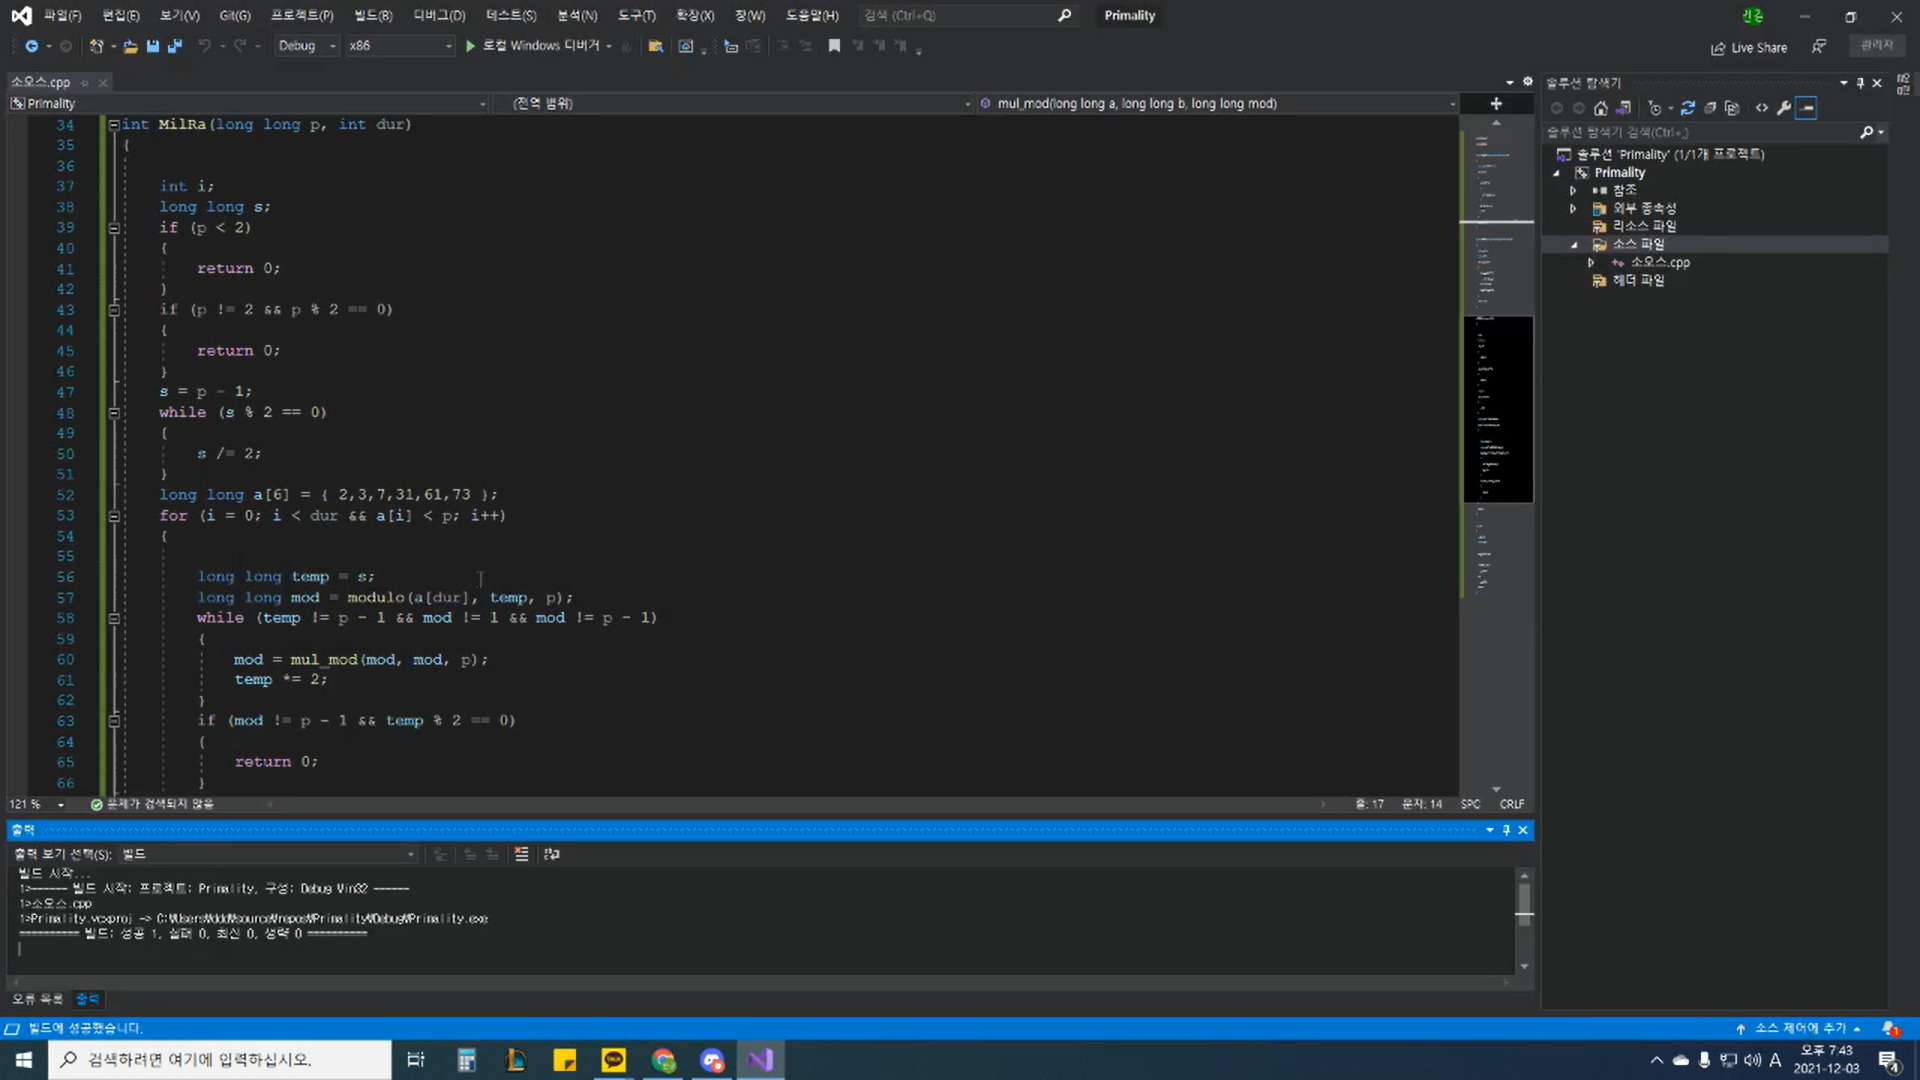 파일(F) 편집(E) 보기(V) Git(G) 프로젝트(P) 빌드(B) 디버그(D) 테스트(S) 분석(N) 도구(T) 확장(X) 창(W) 도움말(H) 검색 (Ctrl+Q) Primality
Debug x86 로컬 Windows 디버거 Live Share 관리자
소오스.cpp
Primality (전역 범위) mul_mod(long long a, long long b, long long mod)
34 int MilRa(long long p, int dur)
35 {
36
37 int i;
38 long long s;
39 if (p < 2)
40 {
41 return 0;
42 }
43 if (p != 2 && p % 2 == 0)
44 {
45 return 0;
46 }
47 s = p - 1;
48 while (s % 2 == 0)
49 {
50 s /= 2;
51 }
52 long long a[6] = { 2,3,7,31,61,73 };
53 for (i = 0; i < dur && a[i] < p; i++)
54 {
55
56 long long temp = s;
57 long long mod = modulo(a[dur], temp, p);
58 while (temp != p - 1 && mod != 1 && mod != p - 1)
59 {
60 mod = mul_mod(mod, mod, p);
61 temp *= 2;
62 }
63 if (mod != p - 1 && temp % 2 == 0)
64 {
65 return 0;
66 }
121 % 문제가 검색되지 않음 줄: 17 문자: 14 SPC CRLF
출력
출력 보기 선택(S): 빌드
빌드 시작...
1>------ 빌드 시작: 프로젝트: Primality, 구성: Debug Win32 ------
1>소오스.cpp
1>Primality.vcxproj -> C:\Users\ddd\source\repos\Primality\Debug\Primality.exe
========== 빌드: 성공 1, 실패 0, 최신 0, 생략 0 ==========
오류 목록 출력
빌드에 성공했습니다. 소스 제어에 추가 1
솔루션 탐색기
솔루션 탐색기 검색(Ctrl+;)
솔루션 'Primality' (1/1개 프로젝트)
Primality
참조
외부 종속성
리소스 파일
소스 파일
소오스.cpp
헤더 파일
검색하려면 여기에 입력하십시오.
TALK
A 오후 7:43
2021-12-03
4